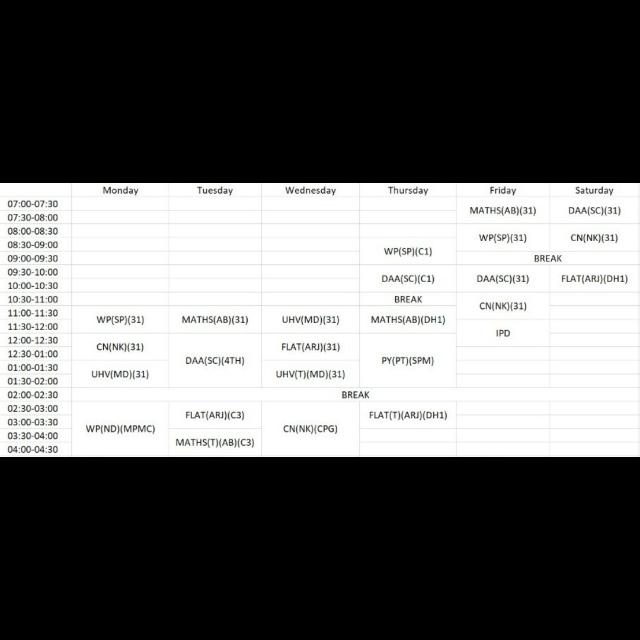 Monday Tuesday Wednesday Thursday Friday Saturday
07:00-07:30
MATHS(AB)(31) DAA(SC)(31)
07:30-08:00
08:00-08:30
WP(SP)(31) CN(NK)(31)
08:30-09:00
WP(SP)(C1)
09:00-09:30 BREAK
09:30-10:00
DAA(SC)(C1) DAA(SC)(31) FLAT(ARJ)(DH1)
10:00-10:30
10:30-11:00 BREAK
CN(NK)(31)
11:00-11:30
WP(SP)(31) MATHS(AB)(31) UHV(MD)(31) MATHS(AB)(DH1)
11:30-12:00
IPD
12:00-12:30
CN(NK)(31) FLAT(ARJ)(31)
12:30-01:00
DAA(SC)(4TH) PY(PT)(SPM)
01:00-01:30
UHV(MD)(31) UHV(T)(MD)(31)
01:30-02:00
02:00-02:30 BREAK
02:30-03:00
FLAT(ARJ)(C3) FLAT(T)(ARJ)(DH1)
03:00-03:30
WP(ND)(MPMC) CN(NK)(CPG)
03:30-04:00
MATHS(T)(AB)(C3)
04:00-04:30